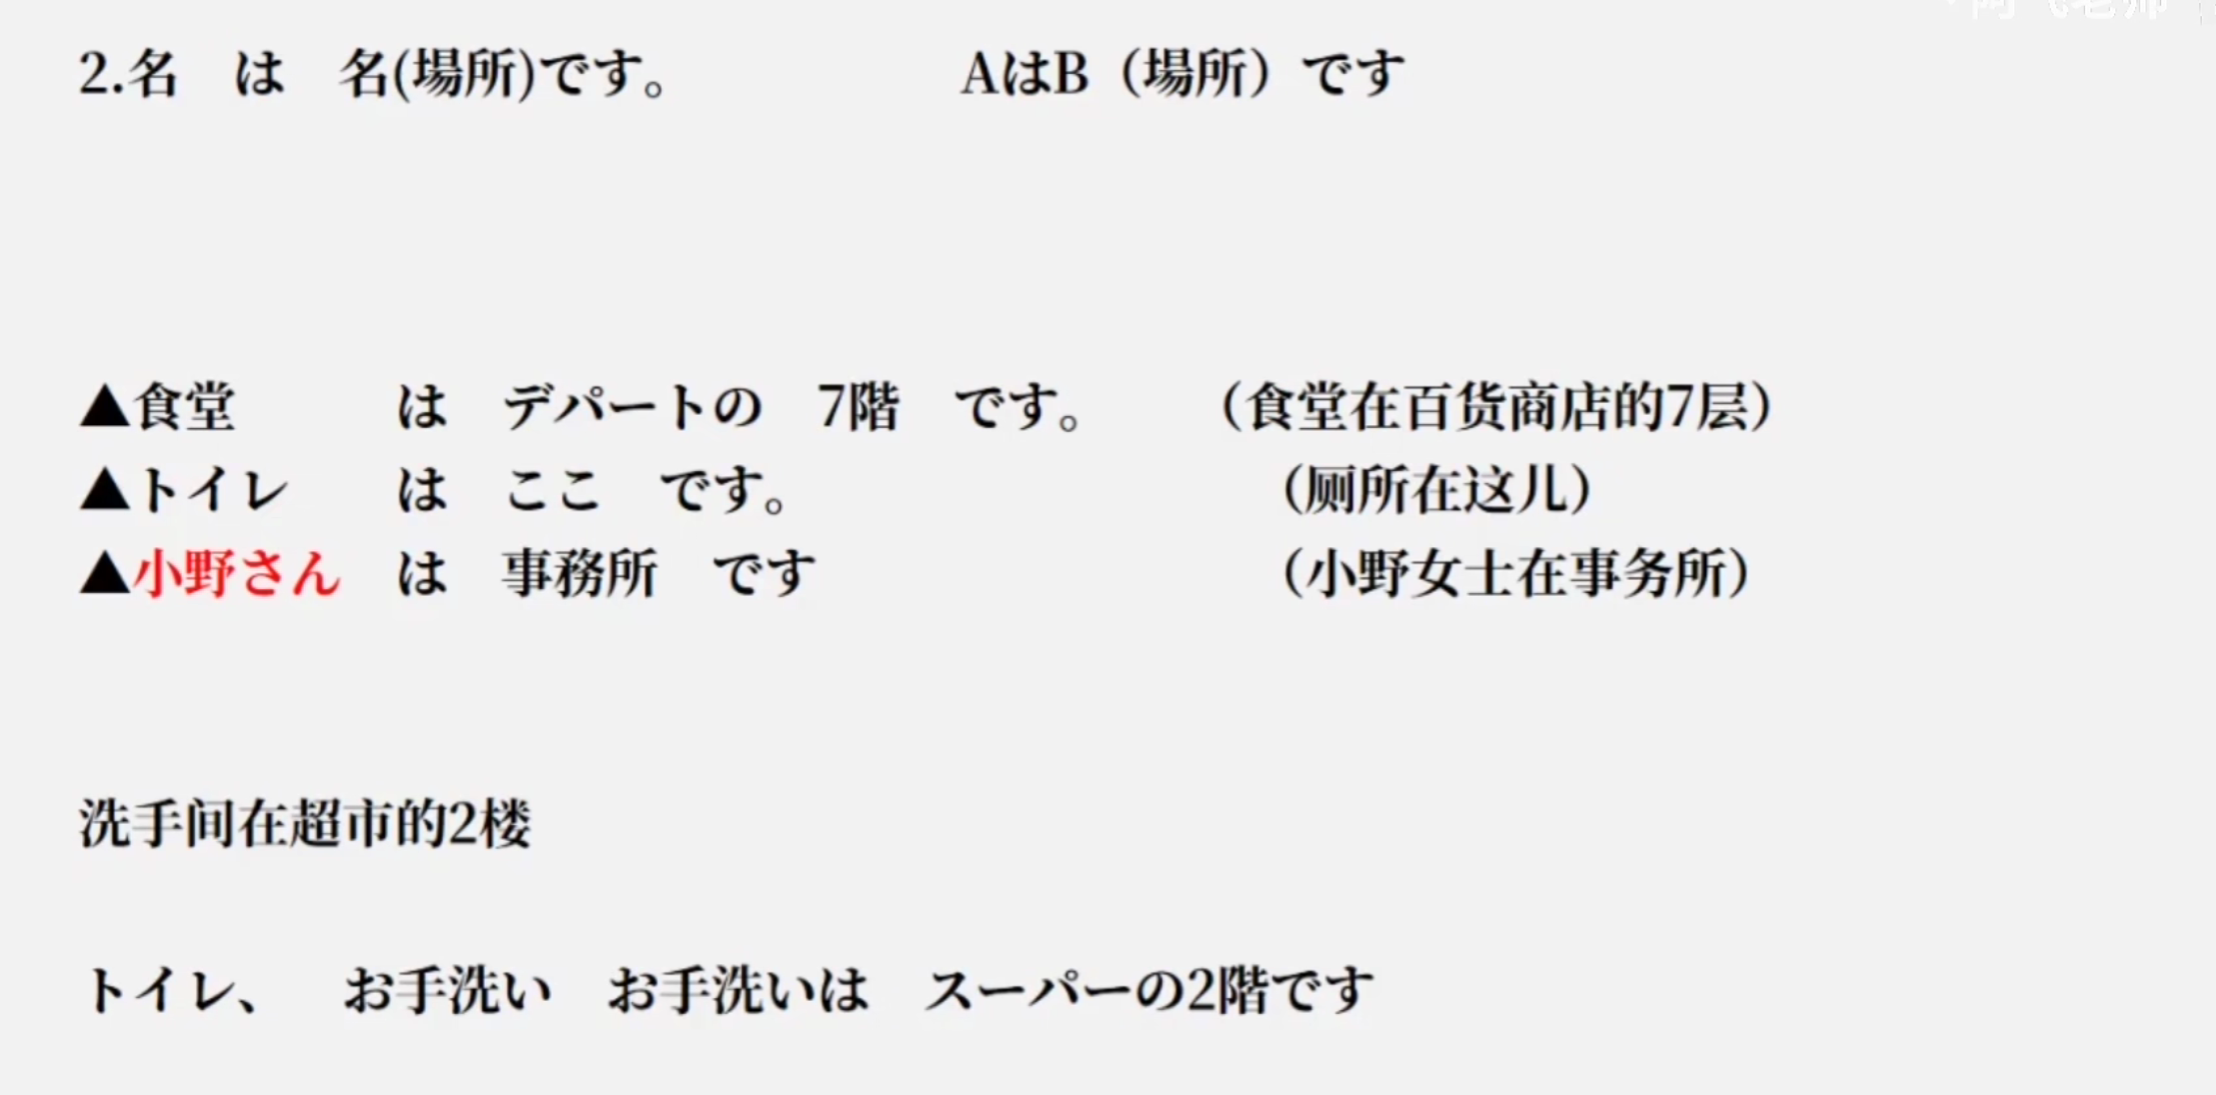 2.名　は　名(場所)です。　AはB（場所）です
▲食堂　は　デパートの　7階　です。　（食堂在百货商店的7层）
▲トイレ　は　ここ　です。　（厕所在这儿）
▲小野さん　は　事務所　です　（小野女士在事务所）
洗手间在超市的2楼
トイレ、　お手洗い　お手洗いは　スーパーの2階です